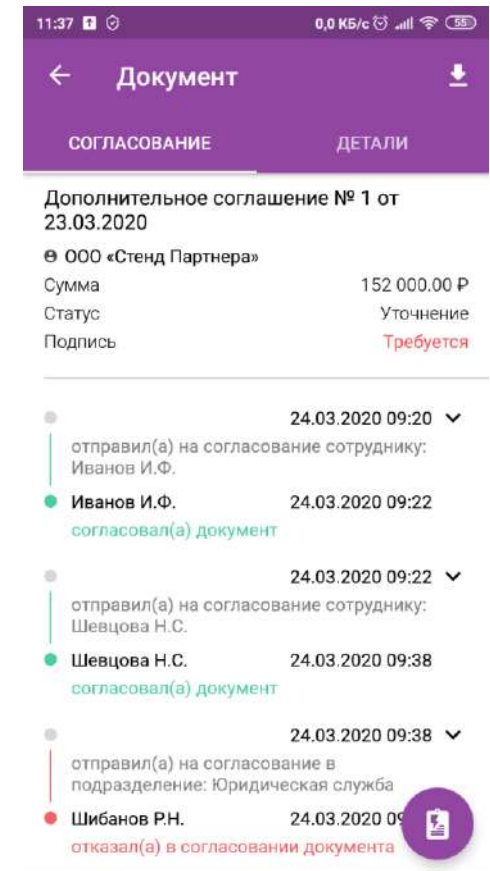 11:37
0,0 КБ/с 55
Документ
СОГЛАСОВАНИЕ ДЕТАЛИ
Дополнительное соглашение № 1 от
23.03.2020
ООО «Стенд Партнера»
Сумма 152 000.00 ₽
Статус Уточнение
Подпись Требуется
24.03.2020 09:20
отправил(а) на согласование сотруднику:
Иванов И.Ф.
Иванов И.Ф. 24.03.2020 09:22
согласовал(а) документ
24.03.2020 09:22
отправил(а) на согласование сотруднику:
Шевцова Н.С.
Шевцова Н.С. 24.03.2020 09:38
согласовал(а) документ
24.03.2020 09:38
отправил(а) на согласование в
подразделение: Юридическая служба
Шибанов Р.Н. 24.03.2020
отказал(а) в согласовании документа